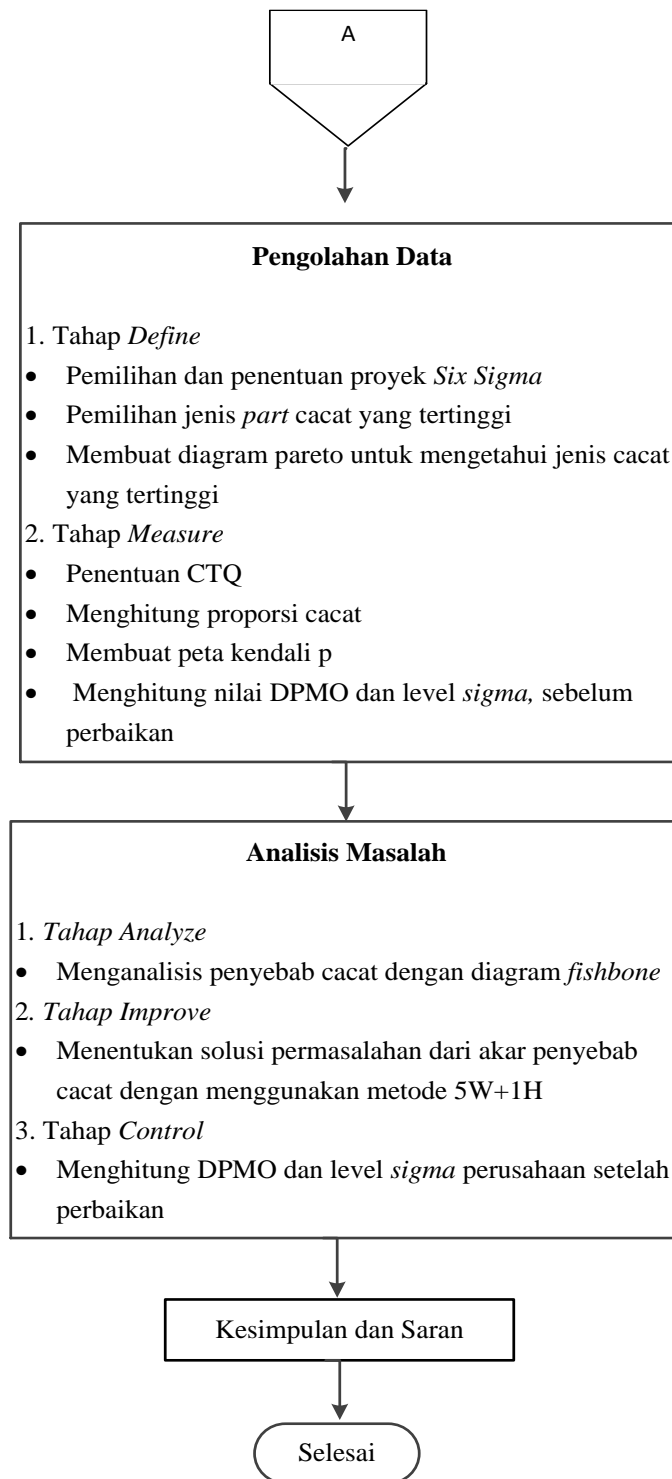 A
Pengolahan Data
1. Tahap Define
• Pemilihan dan penentuan proyek Six Sigma
• Pemilihan jenis part cacat yang tertinggi
• Membuat diagram pareto untuk mengetahui jenis cacat
yang tertinggi
2. Tahap Measure
• Penentuan CTQ
• Menghitung proporsi cacat
• Membuat peta kendali p
• Menghitung nilai DPMO dan level sigma, sebelum
perbaikan
Analisis Masalah
1. Tahap Analyze
• Menganalisis penyebab cacat dengan diagram fishbone
2. Tahap Improve
• Menentukan solusi permasalahan dari akar penyebab
cacat dengan menggunakan metode 5W+1H
3. Tahap Control
• Menghitung DPMO dan level sigma perusahaan setelah
perbaikan
Kesimpulan dan Saran
Selesai